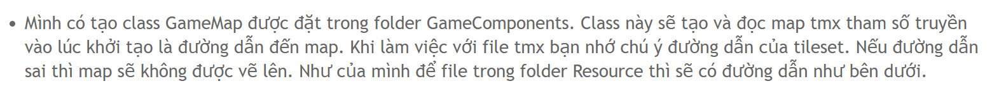 • Mình có tạo class GameMap được đặt trong folder GameComponents. Class này sẽ tạo và đọc map tmx tham số truyền
vào lúc khởi tạo là đường dẫn đến map. Khi làm việc với file tmx bạn nhớ chú ý đường dẫn của tileset. Nếu đường dẫn
sai thì map sẽ không được vẽ lên. Như của mình để file trong folder Resource thì sẽ có đường dẫn như bên dưới.